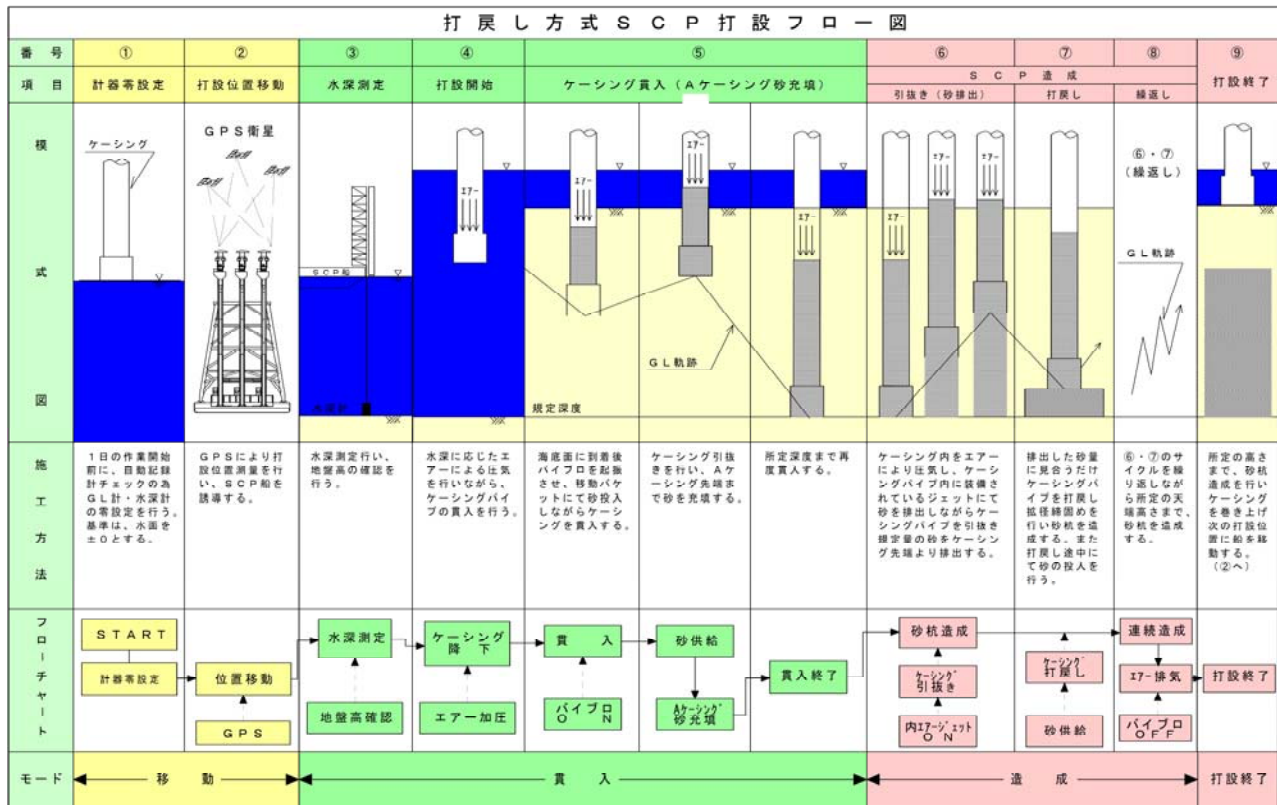 打戻し方式ＳＣＰ打設フロー図
番号
①
②
③
④
⑤
⑥
⑦
⑧
⑨
項目
計器零設定
打設位置移動
水深測定
打設開始
ケーシング貫入（Ａケーシング砂充填）
ＳＣＰ造成
引抜き（砂排出）
打戻し
繰返し
打設終了
模式図
ケーシング
ＧＰＳ衛星
ＳＣＰ船
水深計
ｴｱｰ
ｴｱｰ
ｴｱｰ
ｴｱｰ
ＧＬ軌跡
規定深度
ｴｱｰ
ｴｱｰ
ｴｱｰ
⑥・⑦
（繰返し）
ＧＬ軌跡
施工方法
１日の作業開始
前に、自動記録
計チェックの為
ＧＬ計・水深計
の零設定を行う。
基準は、水面を
±０とする。
ＧＰＳにより打
設位置測量を行
い、ＳＣＰ船を
誘導する。
水深測定行い、
地盤高の確認を
行う。
水深に応じたエ
アーによる圧気
を行いながら、
ケーシングパイ
プの貫入を行う。
海底面に到着後
バイブロを起振
させ、移動バケ
ットにて砂投入
しながらケーシ
ングを貫入する。
ケーシング引抜
きを行い、Ａケ
ーシング先端ま
で砂を充填する。
所定深度まで再
度貫入する。
ケーシング内をエアー
により圧気し、ケーシ
ングパイプ内に装備さ
れているジェットにて
砂を排出しながらケー
シングパイプを引抜き
規定量の砂をケーシン
グ先端より排出する。
排出した砂量
に見合うだけ
ケーシングパ
イプを打戻し
拡径締固めを
行い砂杭を造
成する。また
打戻し途中に
て砂の投入を
行う。
⑥・⑦のサ
イクルを繰
り返しなが
ら所定の天
端高さまで、
砂杭を造成
する。
所定の高さ
まで、砂杭
造成を行い
ケーシング
を巻き上げ
次の打設位
置に船を移
動する。
（②へ）
フローチャート
ＳＴＡＲＴ
計器零設定
位置移動
ＧＰＳ
水深測定
地盤高確認
ケーシング
降下
エアー加圧
貫入
バイブロ
ＯＮ
砂供給
Ａｹｰｼﾝｸﾞ
砂充填
貫入終了
砂杭造成
ｹｰｼﾝｸﾞ
引抜き
内ｴｱｰｼﾞｪｯﾄ
ＯＮ
ｹｰｼﾝｸﾞ
打戻し
砂供給
連続造成
ｴｱｰ排気
バイブロ
ＯＦＦ
打設終了
モード
移動
貫入
造成
打設終了